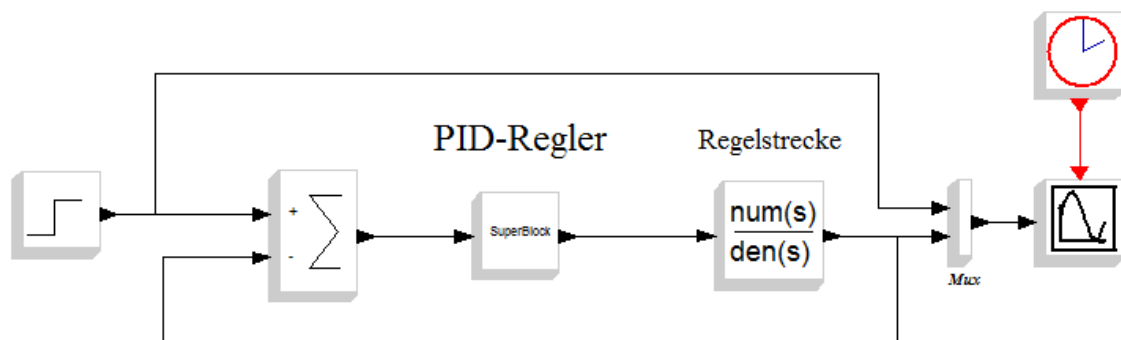 PID-Regler
Regelstrecke
+
-
SuperBlock
num(s)
den(s)
Mux